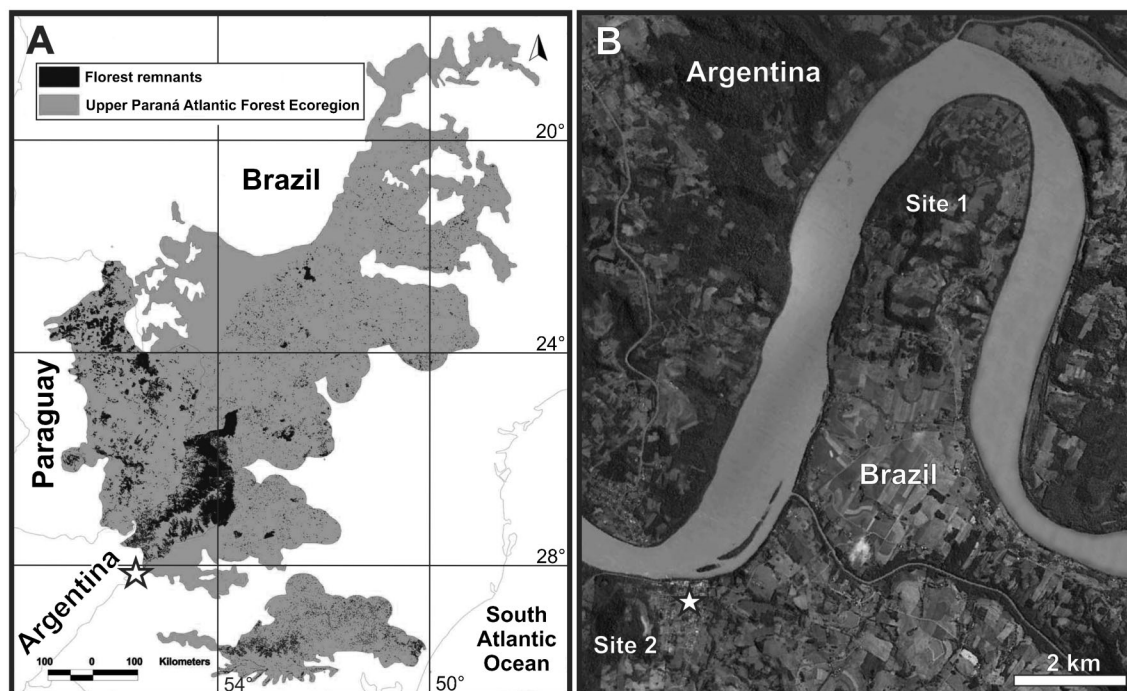 A
Florest remnants
Upper Paraná Atlantic Forest Ecoregion
20°
Brazil
24°
Paraguay
28°
Argentina
South
Atlantic
Ocean
100 0 100 Kilometers
54°
50°
B
Argentina
Site 1
Brazil
Site 2
2 km